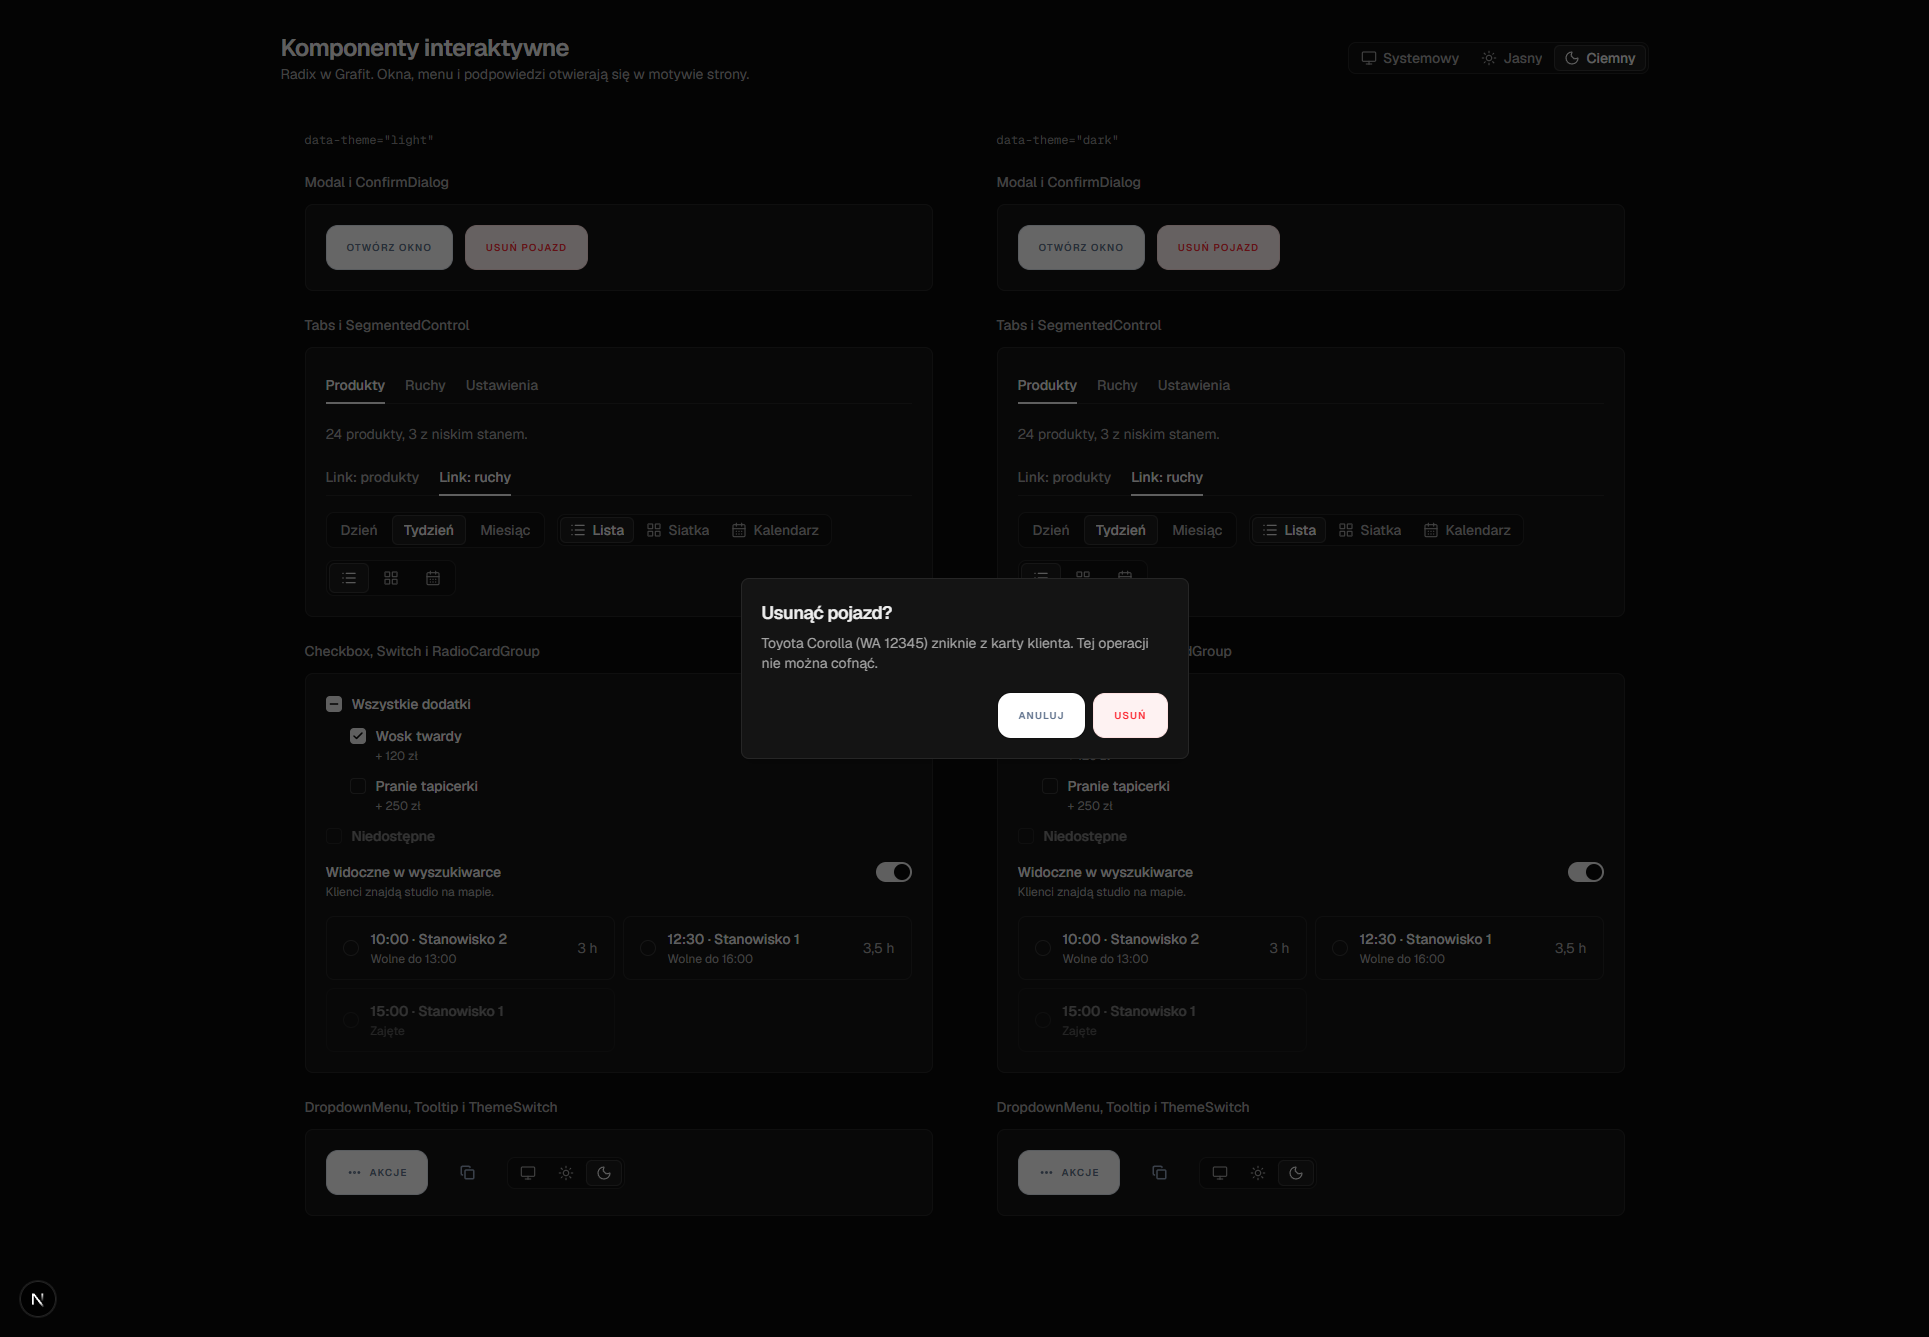 Komponenty interaktywne
Radix w Grafit. Okna, menu i podpowiedzi otwierają się w motywie strony.
Systemowy Jasny Ciemny
data-theme="light"
Modal i ConfirmDialog
OTWÓRZ OKNO USUŃ POJAZD
Tabs i SegmentedControl
Produkty Ruchy Ustawienia
24 produkty, 3 z niskim stanem.
Link: produkty Link: ruchy
Dzień Tydzień Miesiąc Lista Siatka Kalendarz
Checkbox, Switch i RadioCardGroup
Wszystkie dodatki
Wosk twardy
+ 120 zł
Pranie tapicerki
+ 250 zł
Niedostępne
Widoczne w wyszukiwarce
Klienci znajdą studio na mapie.
10:00 · Stanowisko 2
Wolne do 13:00
3 h
12:30 · Stanowisko 1
Wolne do 16:00
3,5 h
15:00 · Stanowisko 1
Zajęte
DropdownMenu, Tooltip i ThemeSwitch
AKCJE
data-theme="dark"
Modal i ConfirmDialog
OTWÓRZ OKNO USUŃ POJAZD
Tabs i SegmentedControl
Produkty Ruchy Ustawienia
24 produkty, 3 z niskim stanem.
Link: produkty Link: ruchy
Dzień Tydzień Miesiąc Lista Siatka Kalendarz
dGroup
Pranie tapicerki
+ 250 zł
Niedostępne
Widoczne w wyszukiwarce
Klienci znajdą studio na mapie.
10:00 · Stanowisko 2
Wolne do 13:00
3 h
12:30 · Stanowisko 1
Wolne do 16:00
3,5 h
15:00 · Stanowisko 1
Zajęte
DropdownMenu, Tooltip i ThemeSwitch
AKCJE
Usunąć pojazd?
Toyota Corolla (WA 12345) zniknie z karty klienta. Tej operacji
nie można cofnąć.
ANULUJ USUŃ
N